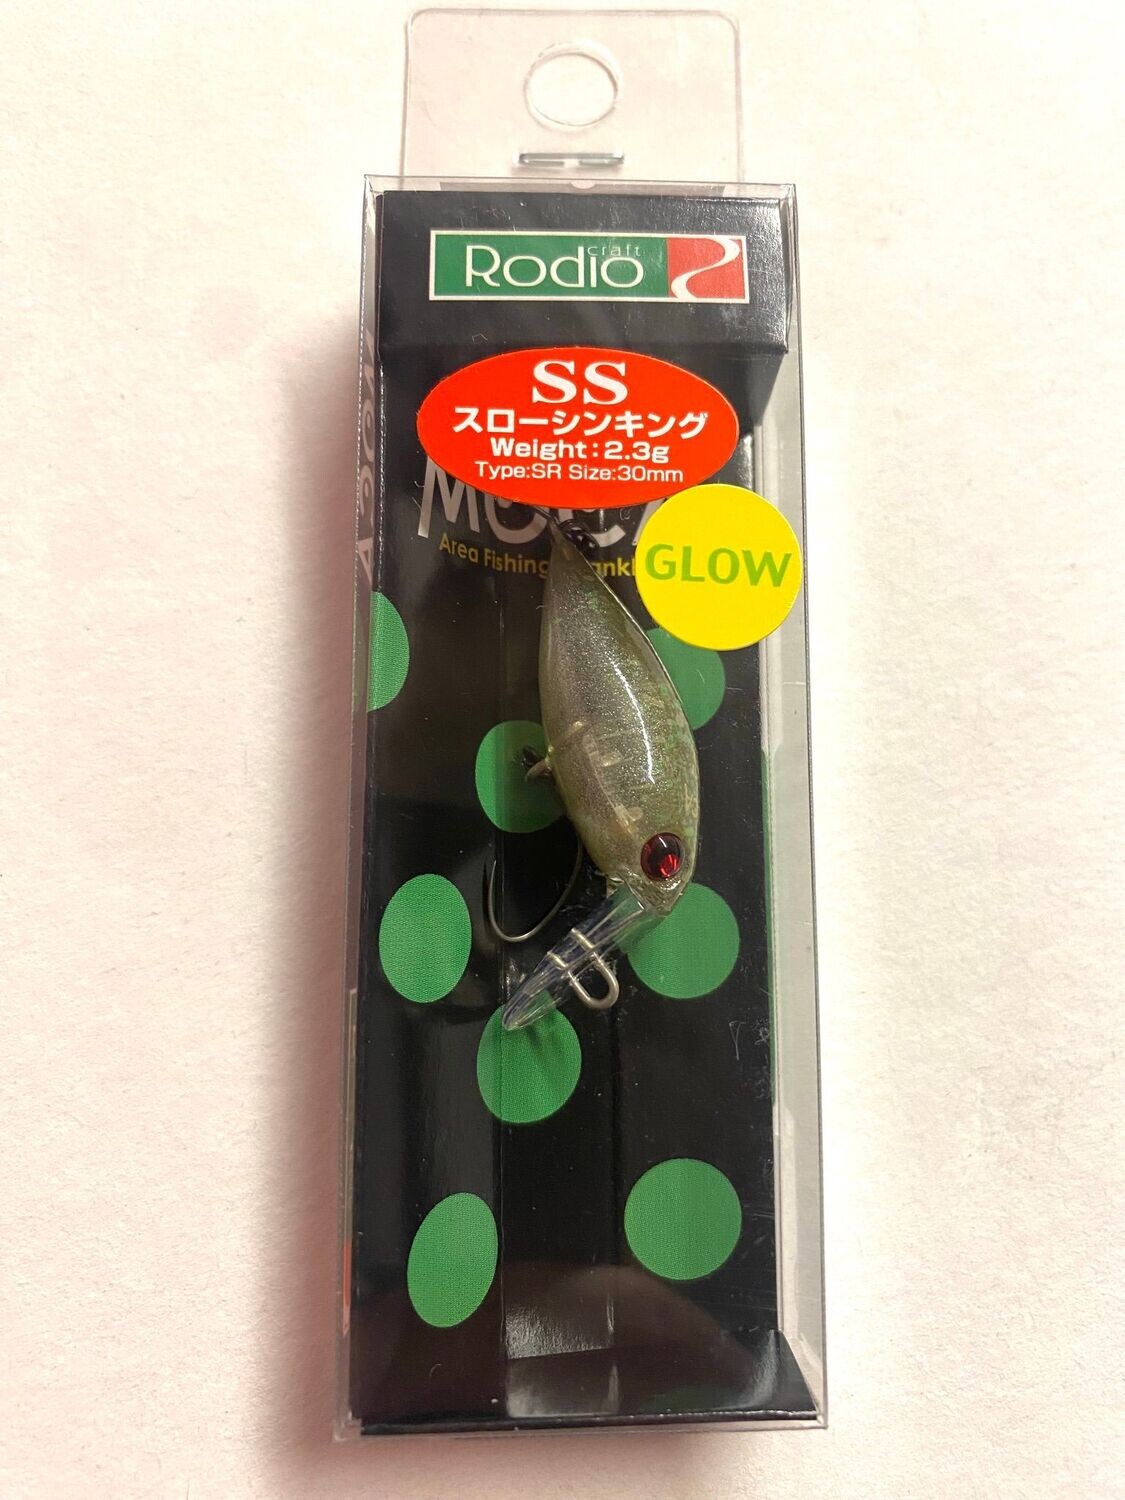 Rodio craft
SS
スローシンキング
Weight:2.3g
Type:SR Size:30mm
GLOW
Area Fishing